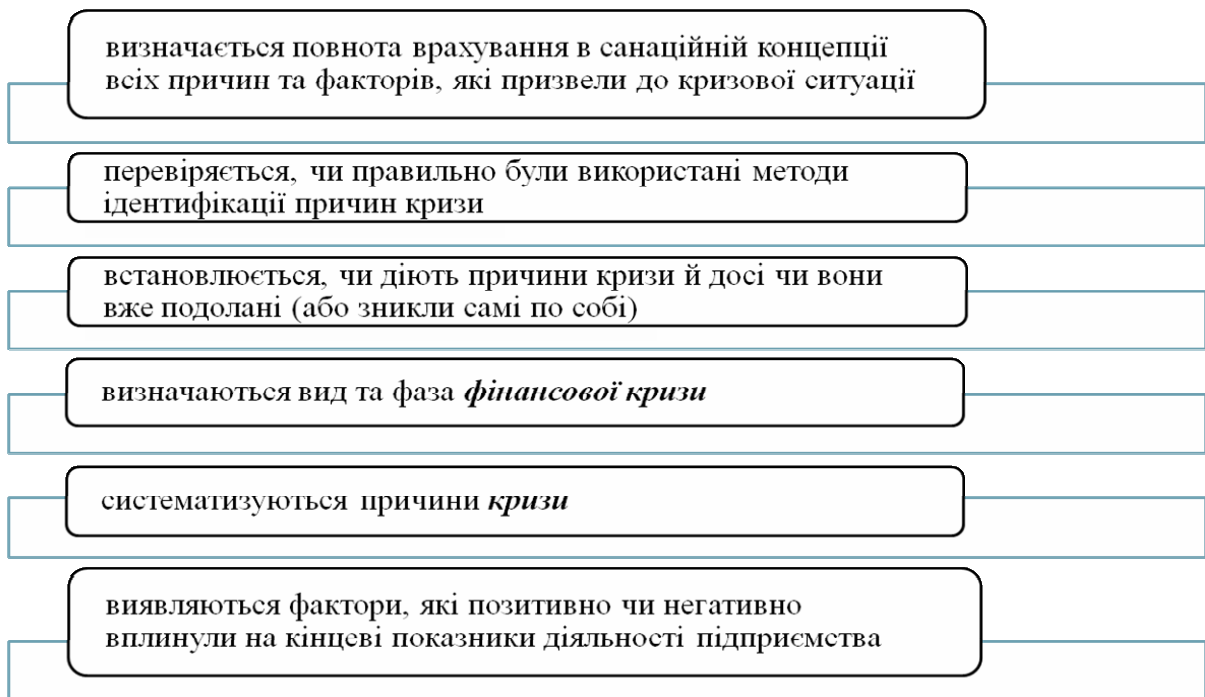 визначається повнота врахування в санаційній концепції
всіх причин та факторів, які призвели до кризової ситуації
перевіряється, чи правильно були використані методи
ідентифікації причин кризи
встановлюється, чи діють причини кризи й досі чи вони
вже подолані (або зникли самі по собі)
визначаються вид та фаза фінансової кризи
систематизуються причини кризи
виявляються фактори, які позитивно чи негативно
вплинули на кінцеві показники діяльності підприємства